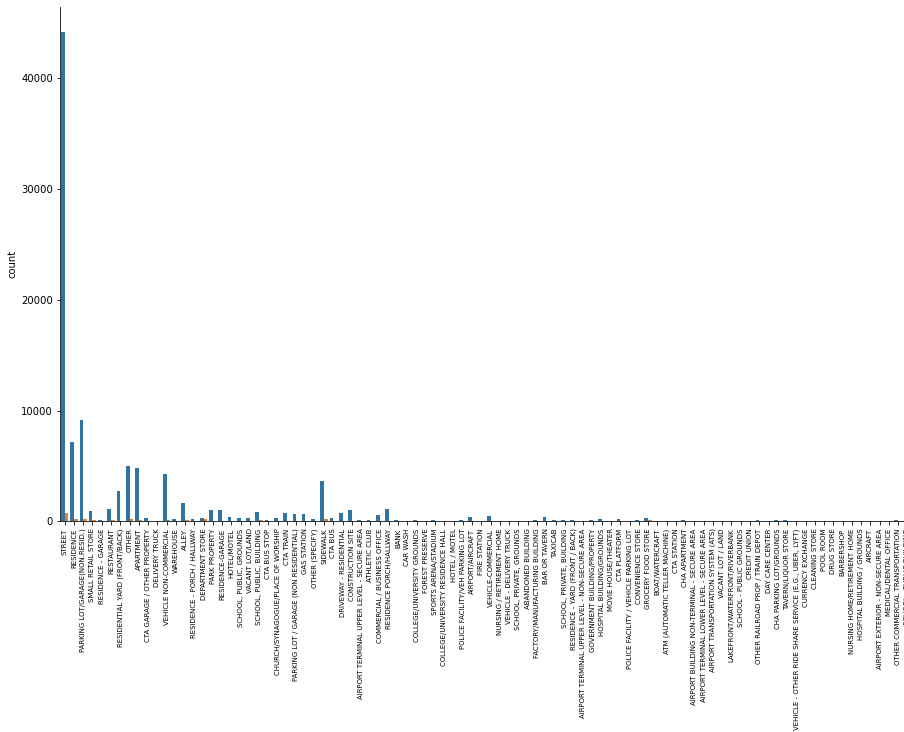 40000
30000
20000
10000
0
count
STREET
RESIDENCE
PARKING LOT/GARAGE(NON.RESID.)
SMALL RETAIL STORE
RESIDENCE - GARAGE
RESTAURANT
RESIDENTIAL YARD (FRONT/BACK)
OTHER
APARTMENT
CTA GARAGE / OTHER PROPERTY
DELIVERY TRUCK
VEHICLE NON-COMMERCIAL
WAREHOUSE
ALLEY
RESIDENCE - PORCH / HALLWAY
DEPARTMENT STORE
PARK PROPERTY
RESIDENCE-GARAGE
HOTEL/MOTEL
SCHOOL, PUBLIC, GROUNDS
VACANT LOT/LAND
SCHOOL, PUBLIC, BUILDING
CTA BUS STOP
CHURCH/SYNAGOGUE/PLACE OF WORSHIP
CTA TRAIN
PARKING LOT / GARAGE (NON RESIDENTIAL)
GAS STATION
OTHER (SPECIFY)
SIDEWALK
CTA BUS
DRIVEWAY - RESIDENTIAL
CONSTRUCTION SITE
AIRPORT TERMINAL UPPER LEVEL - SECURE AREA
ATHLETIC CLUB
COMMERCIAL / BUSINESS OFFICE
RESIDENCE PORCH/HALLWAY
BANK
CAR WASH
COLLEGE/UNIVERSITY GROUNDS
FOREST PRESERVE
SPORTS ARENA/STADIUM
COLLEGE/UNIVERSITY RESIDENCE HALL
HOTEL / MOTEL
POLICE FACILITY/VEH PARKING LOT
AIRPORT/AIRCRAFT
FIRE STATION
VEHICLE-COMMERCIAL
NURSING / RETIREMENT HOME
VEHICLE - DELIVERY TRUCK
SCHOOL, PRIVATE, GROUNDS
ABANDONED BUILDING
FACTORY/MANUFACTURING BUILDING
BAR OR TAVERN
TAXICAB
SCHOOL, PRIVATE, BUILDING
RESIDENCE - YARD (FRONT / BACK)
AIRPORT TERMINAL UPPER LEVEL - NON-SECURE AREA
GOVERNMENT BUILDING/PROPERTY
HOSPITAL BUILDING/GROUNDS
MOVIE HOUSE/THEATER
CTA PLATFORM
POLICE FACILITY / VEHICLE PARKING LOT
CONVENIENCE STORE
GROCERY FOOD STORE
BOAT/WATERCRAFT
ATM (AUTOMATIC TELLER MACHINE)
CTA STATION
CHA APARTMENT
AIRPORT BUILDING NON-TERMINAL - SECURE AREA
AIRPORT TERMINAL LOWER LEVEL - SECURE AREA
AIRPORT TRANSPORTATION SYSTEM (ATS)
VACANT LOT / LAND
LAKEFRONT/WATERFRONT/RIVERBANK
SCHOOL - PUBLIC GROUNDS
CREDIT UNION
OTHER RAILROAD PROP / TRAIN DEPOT
DAY CARE CENTER
CHA PARKING LOT/GROUNDS
TAVERN/LIQUOR STORE
VEHICLE - OTHER RIDE SHARE SERVICE (E.G., UBER, LYFT)
CURRENCY EXCHANGE
CLEANING STORE
POOL ROOM
DRUG STORE
BARBERSHOP
NURSING HOME/RETIREMENT HOME
HOSPITAL BUILDING / GROUNDS
AIRCRAFT
AIRPORT EXTERIOR - NON-SECURE AREA
MEDICAL/DENTAL OFFICE
OTHER COMMERCIAL TRANSPORTATION